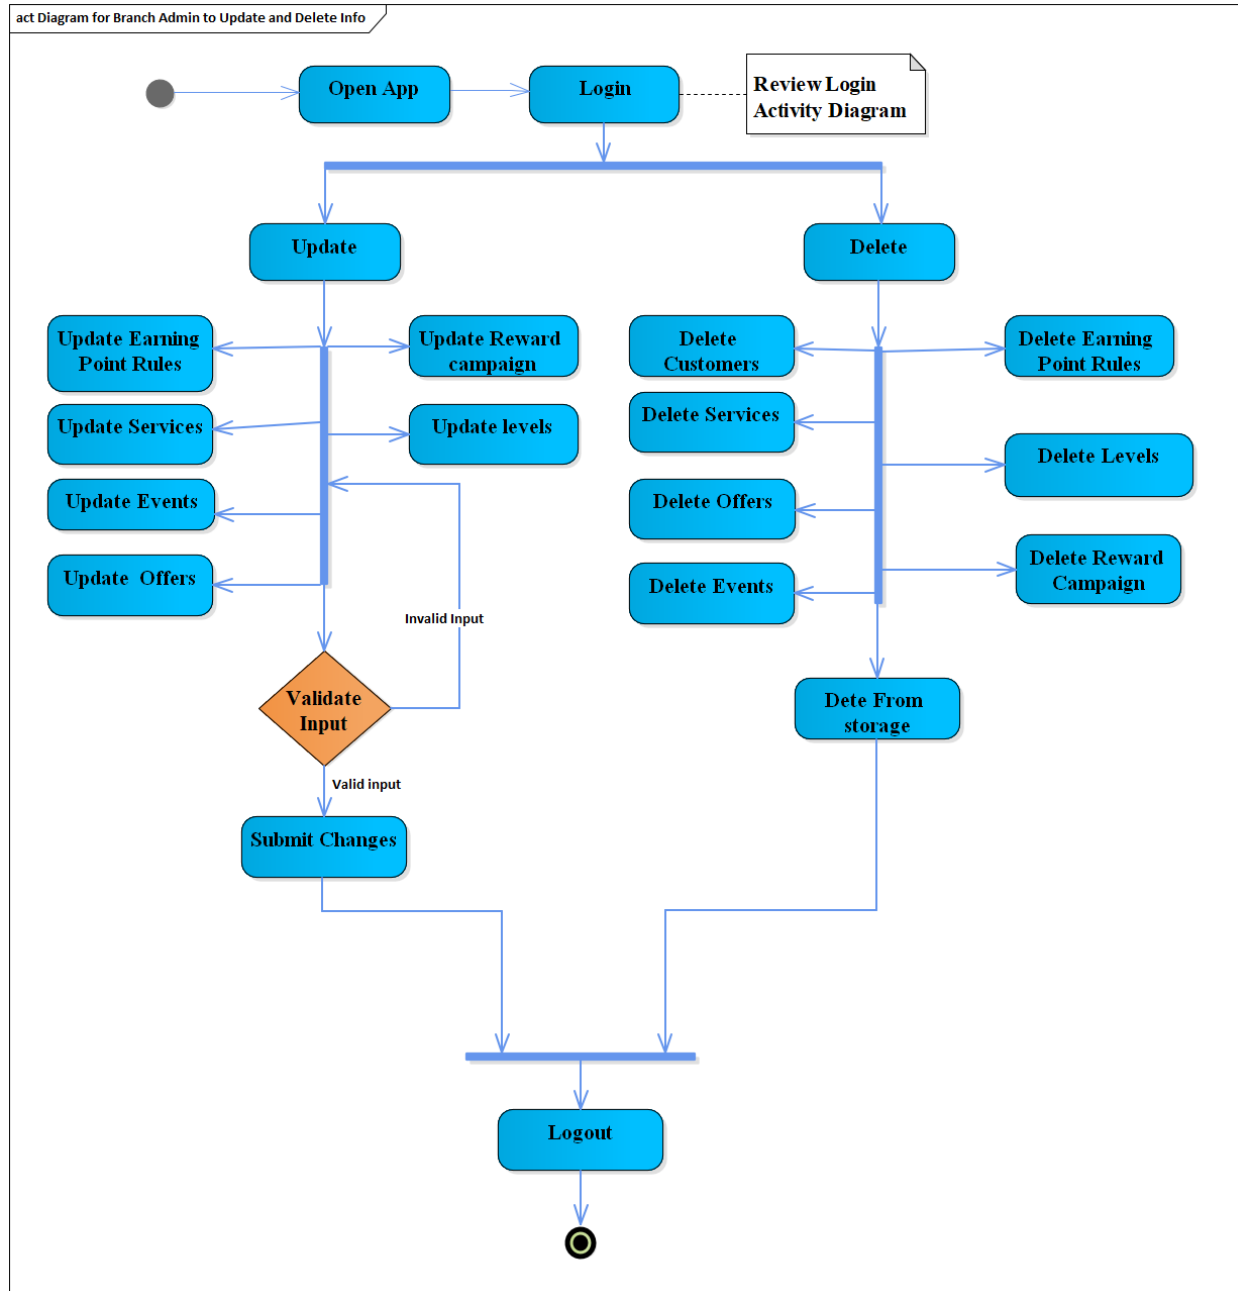 act Diagram for Branch Admin to Update and Delete Info
Open App
Login
Review Login
Activity Diagram
Update
Delete
Update Earning
Point Rules
Update Reward
campaign
Delete
Customers
Delete Earning
Point Rules
Update Services
Update levels
Delete Services
Delete Levels
Update Events
Delete Offers
Update  Offers
Delete Events
Delete Reward
Campaign
Invalid Input
Validate
Input
Dete From
storage
Valid input
Submit Changes
Logout